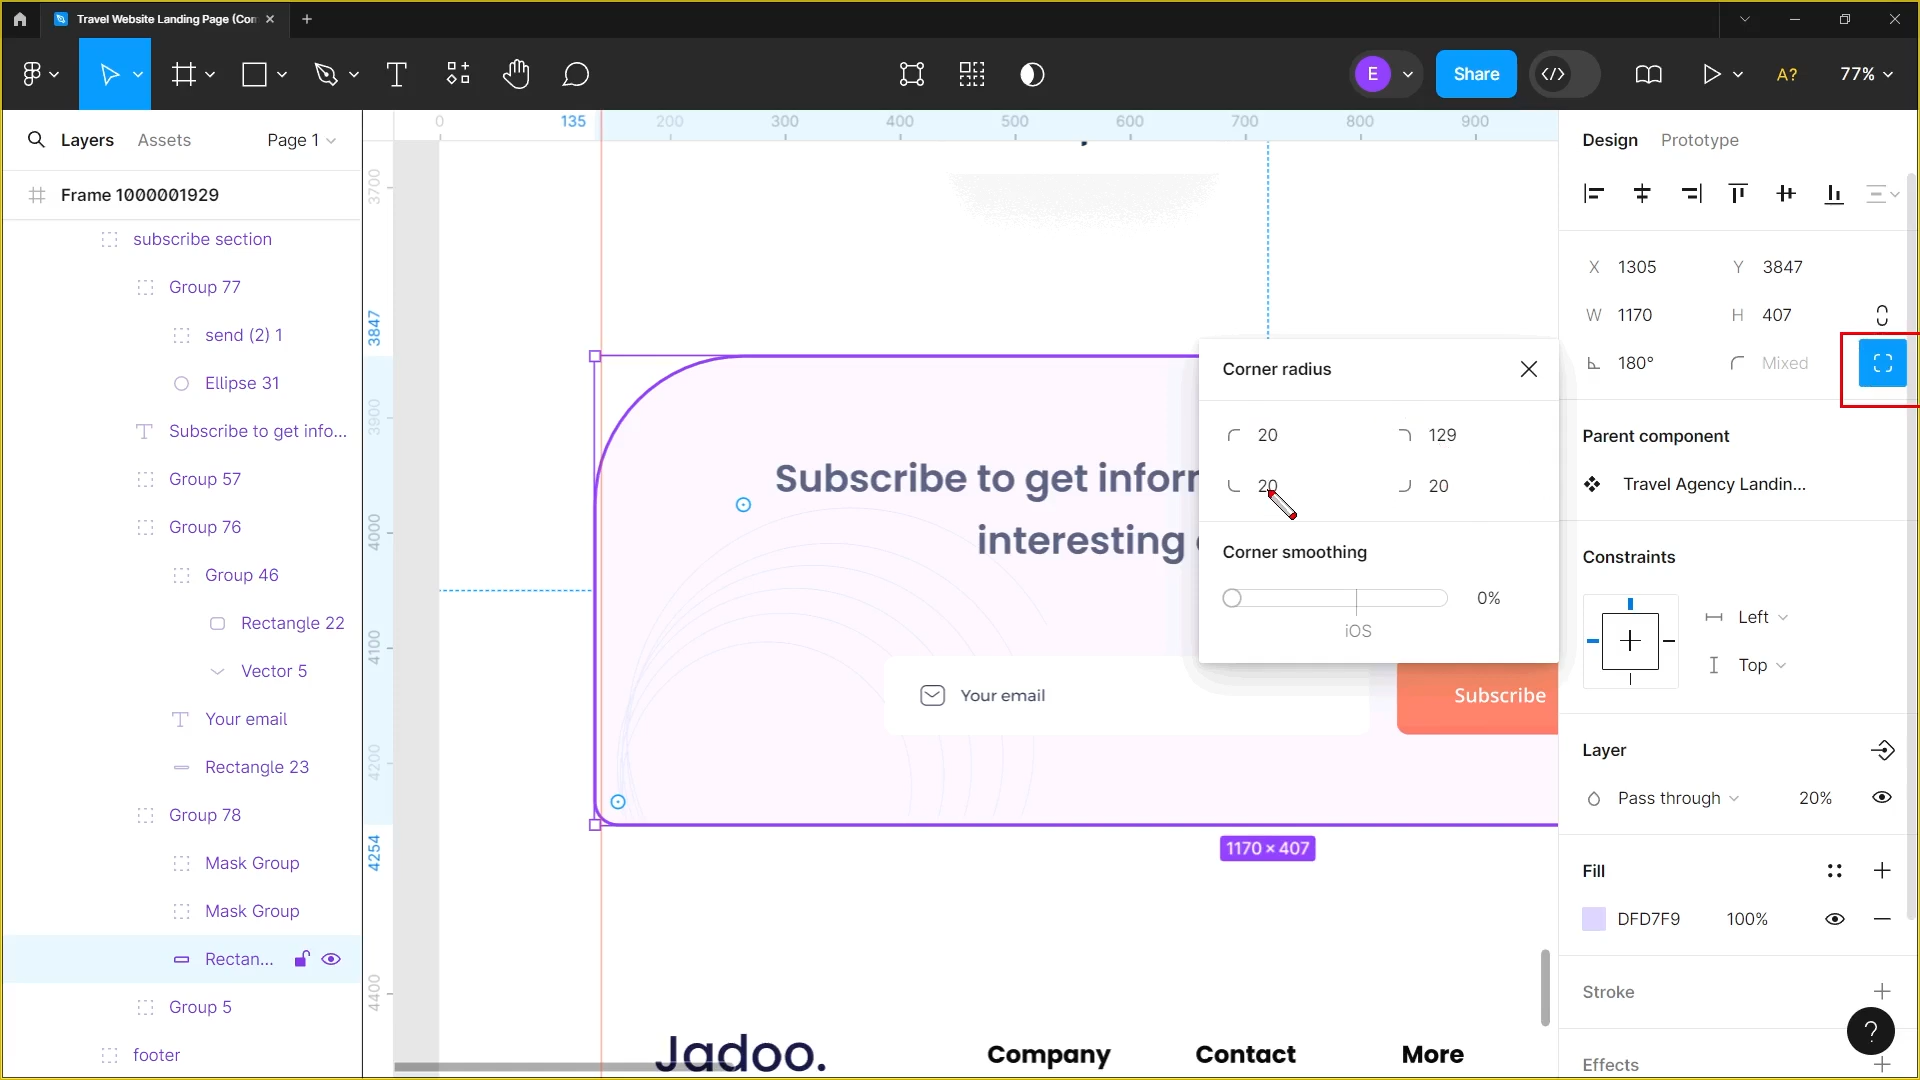 Travel Website Landing Page (Con
Share
A?
77%
E
Layers
Assets
Page 1
Frame 1000001929
subscribe section
Group 77
send (2) 1
Ellipse 31
Subscribe to get info...
Group 57
Group 76
Group 46
Rectangle 22
Vector 5
Your email
Rectangle 23
Group 78
Mask Group
Mask Group
Rectan...
Group 5
footer
0
135
200
300
400
500
600
700
800
900
3700
3847
3900
4000
4100
4200
4254
4400
Subscribe to get inforr
interesting
Your email
Subscribe
1170 × 407
Jadoo.
Company
Contact
More
Corner radius
20
129
20
20
Corner smoothing
0%
iOS
Design
Prototype
X 1305
Y 3847
W 1170
H 407
180°
Mixed
Parent component
Travel Agency Landin...
Constraints
Left
Top
Layer
Pass through
20%
Fill
DFD7F9
100%
Stroke
?
Effects